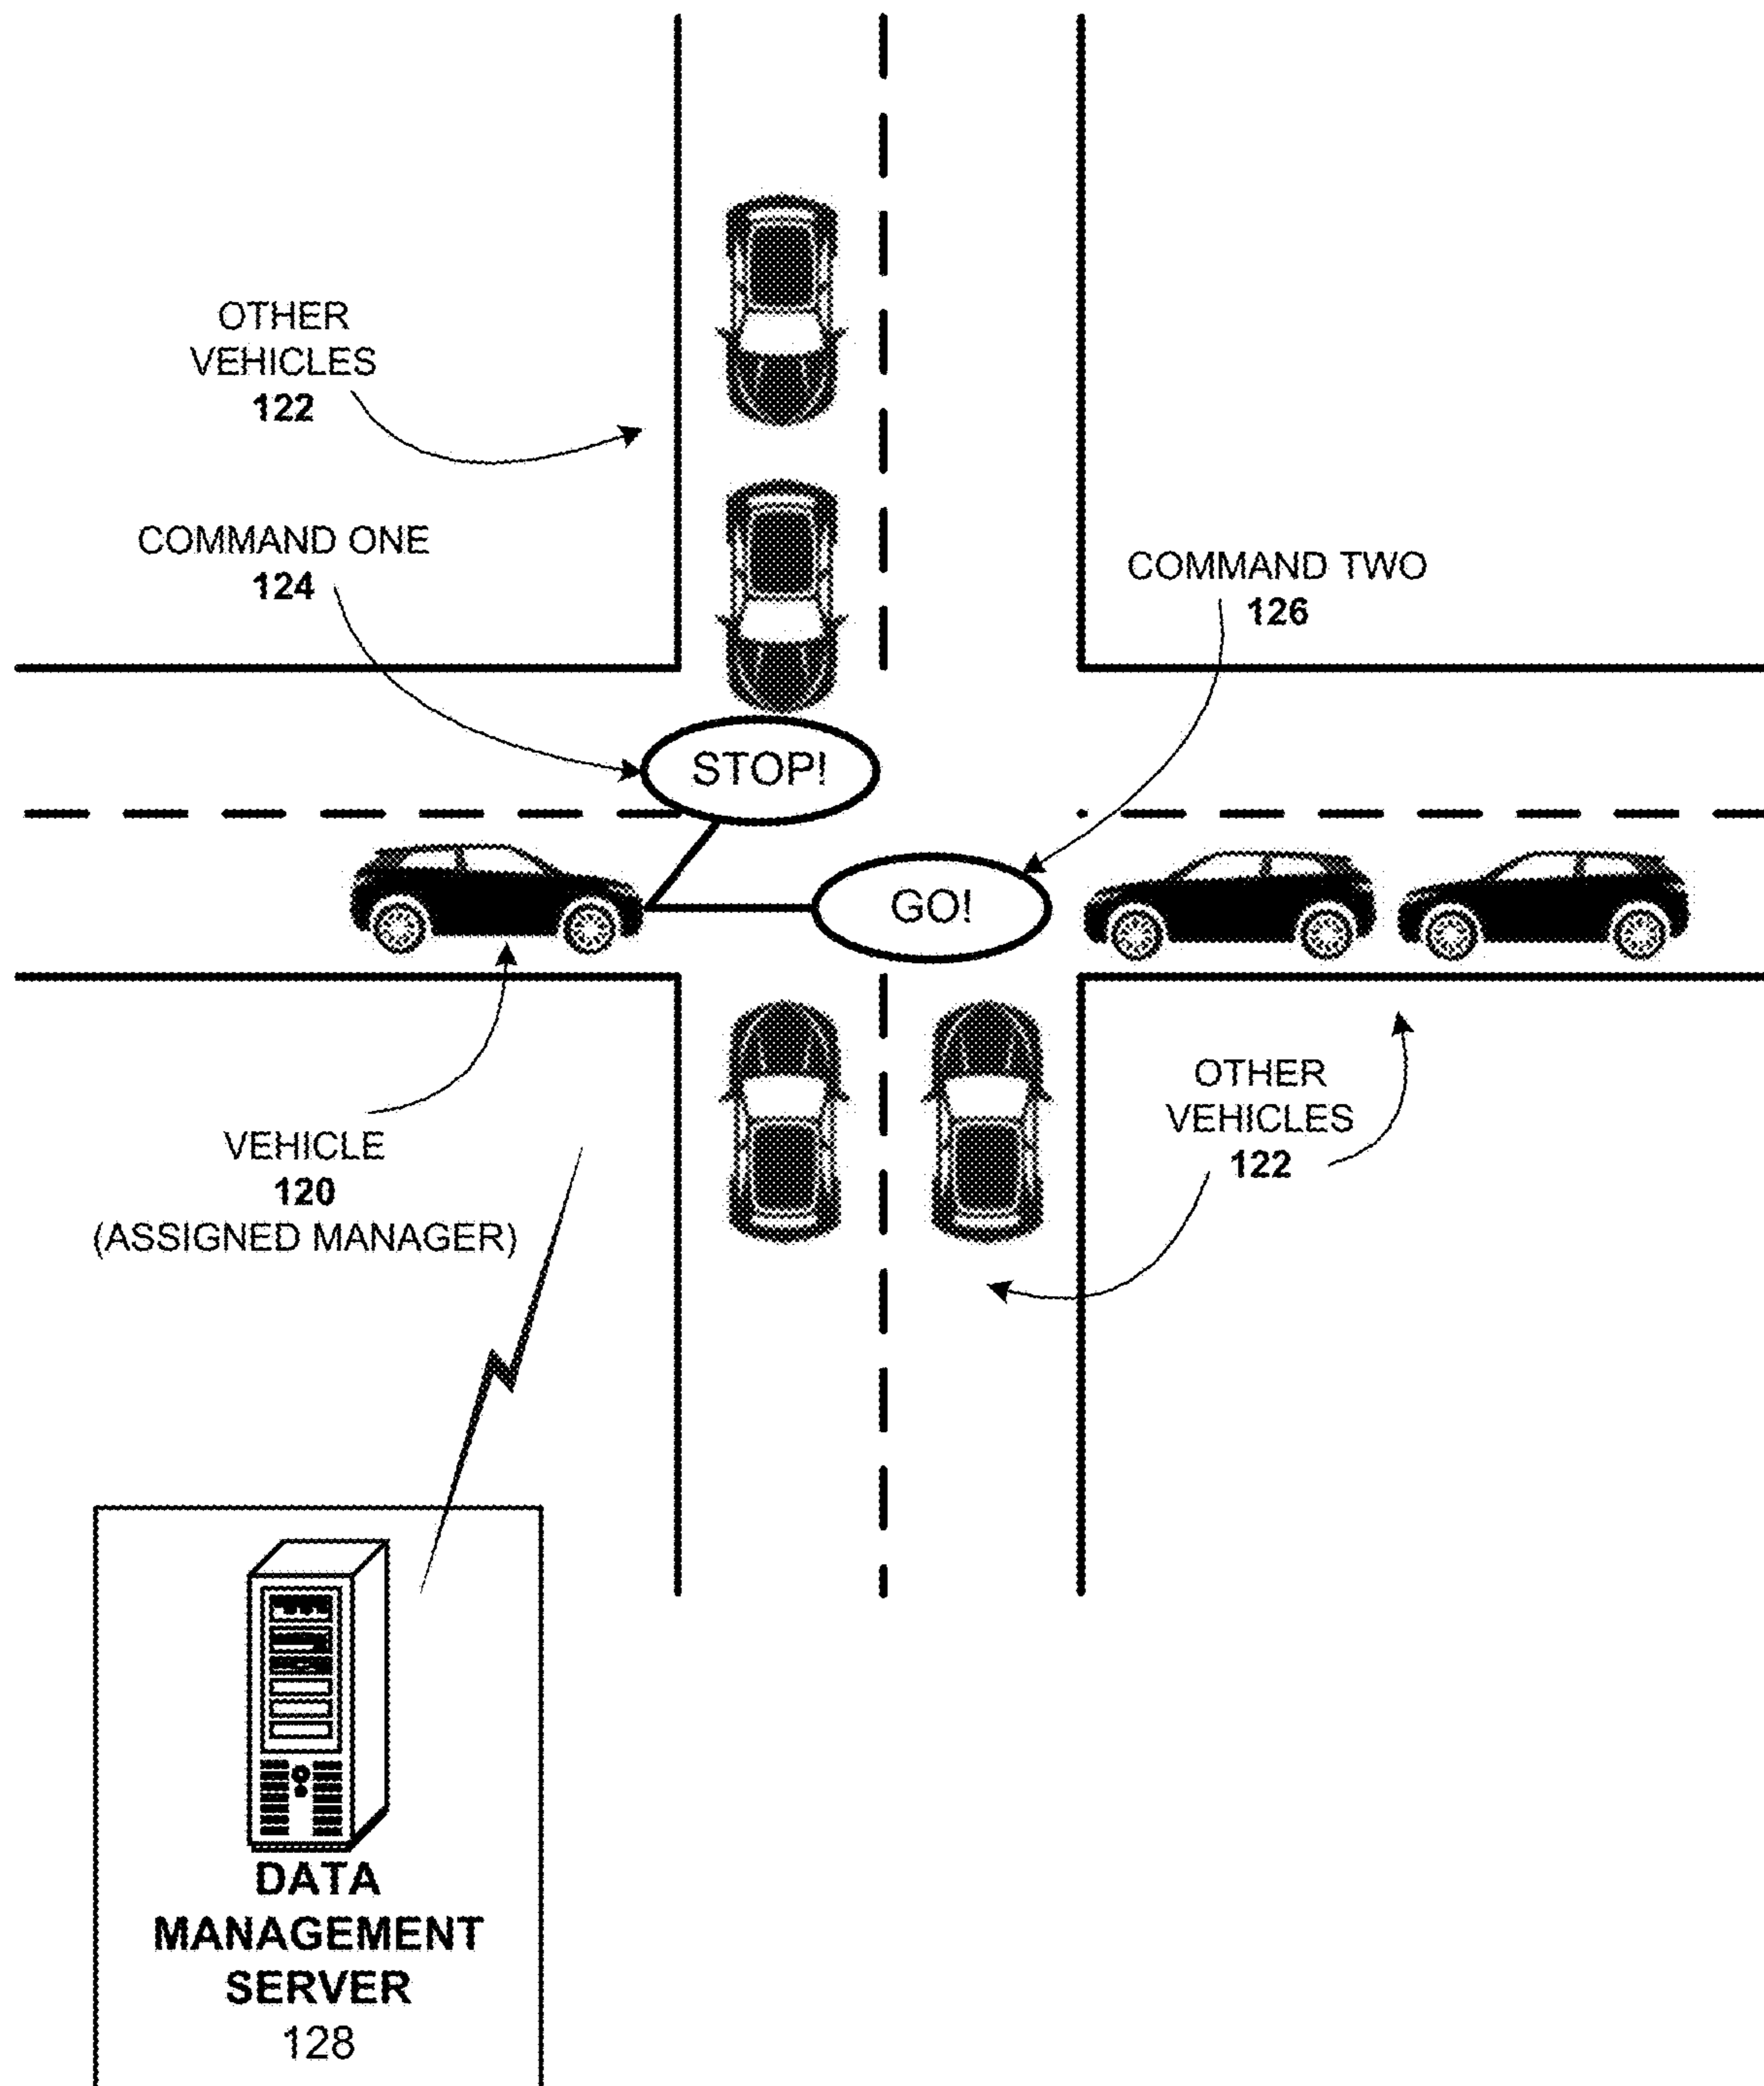 OTHER
VEHICLES
122
COMMAND ONE
124
COMMAND TWO
126
STOP!
GO!
VEHICLE
120
(ASSIGNED MANAGER)
OTHER
VEHICLES
122
DATA
MANAGEMENT
SERVER
128